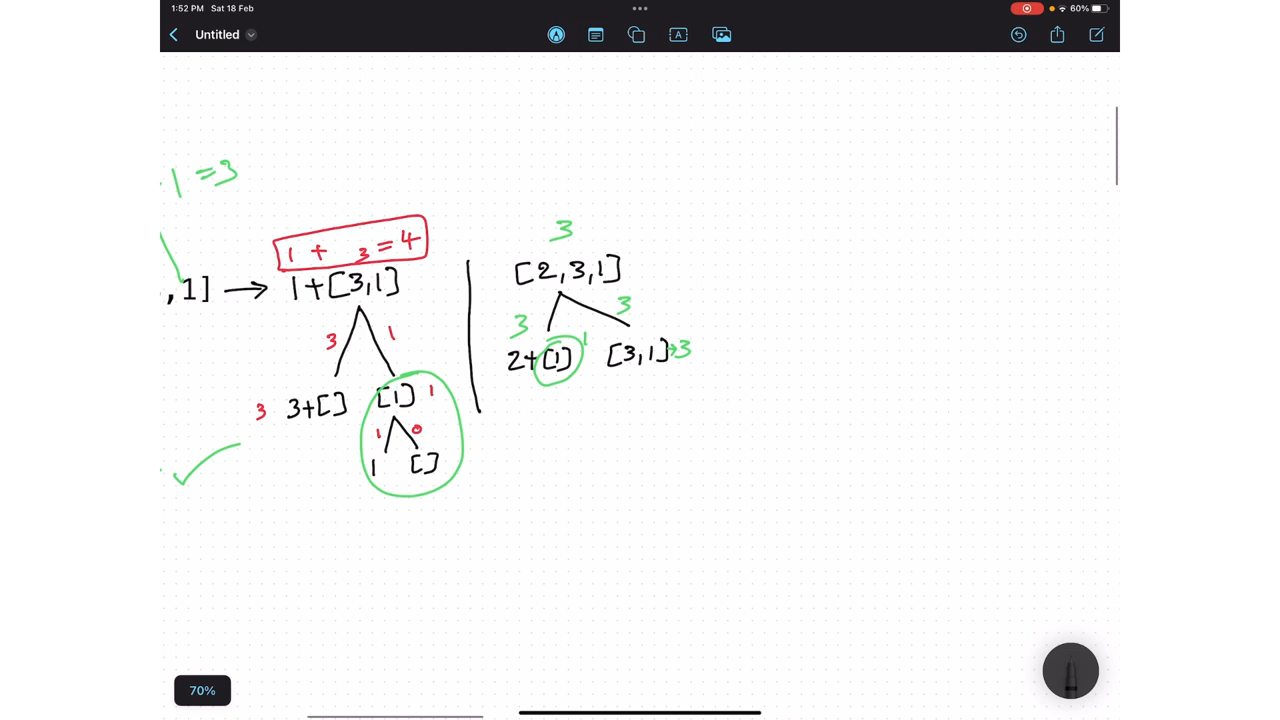 1:52 PM Sat 18 Feb
60%
Untitled
A
1 = 3
1 + 3 = 4
, 1] → 1+[3,1]
3 1
3 3+[] [1] 1
1 0
1 []
3
[2,3,1]
3 3
2+[1] 1 [3,1]→3
70%